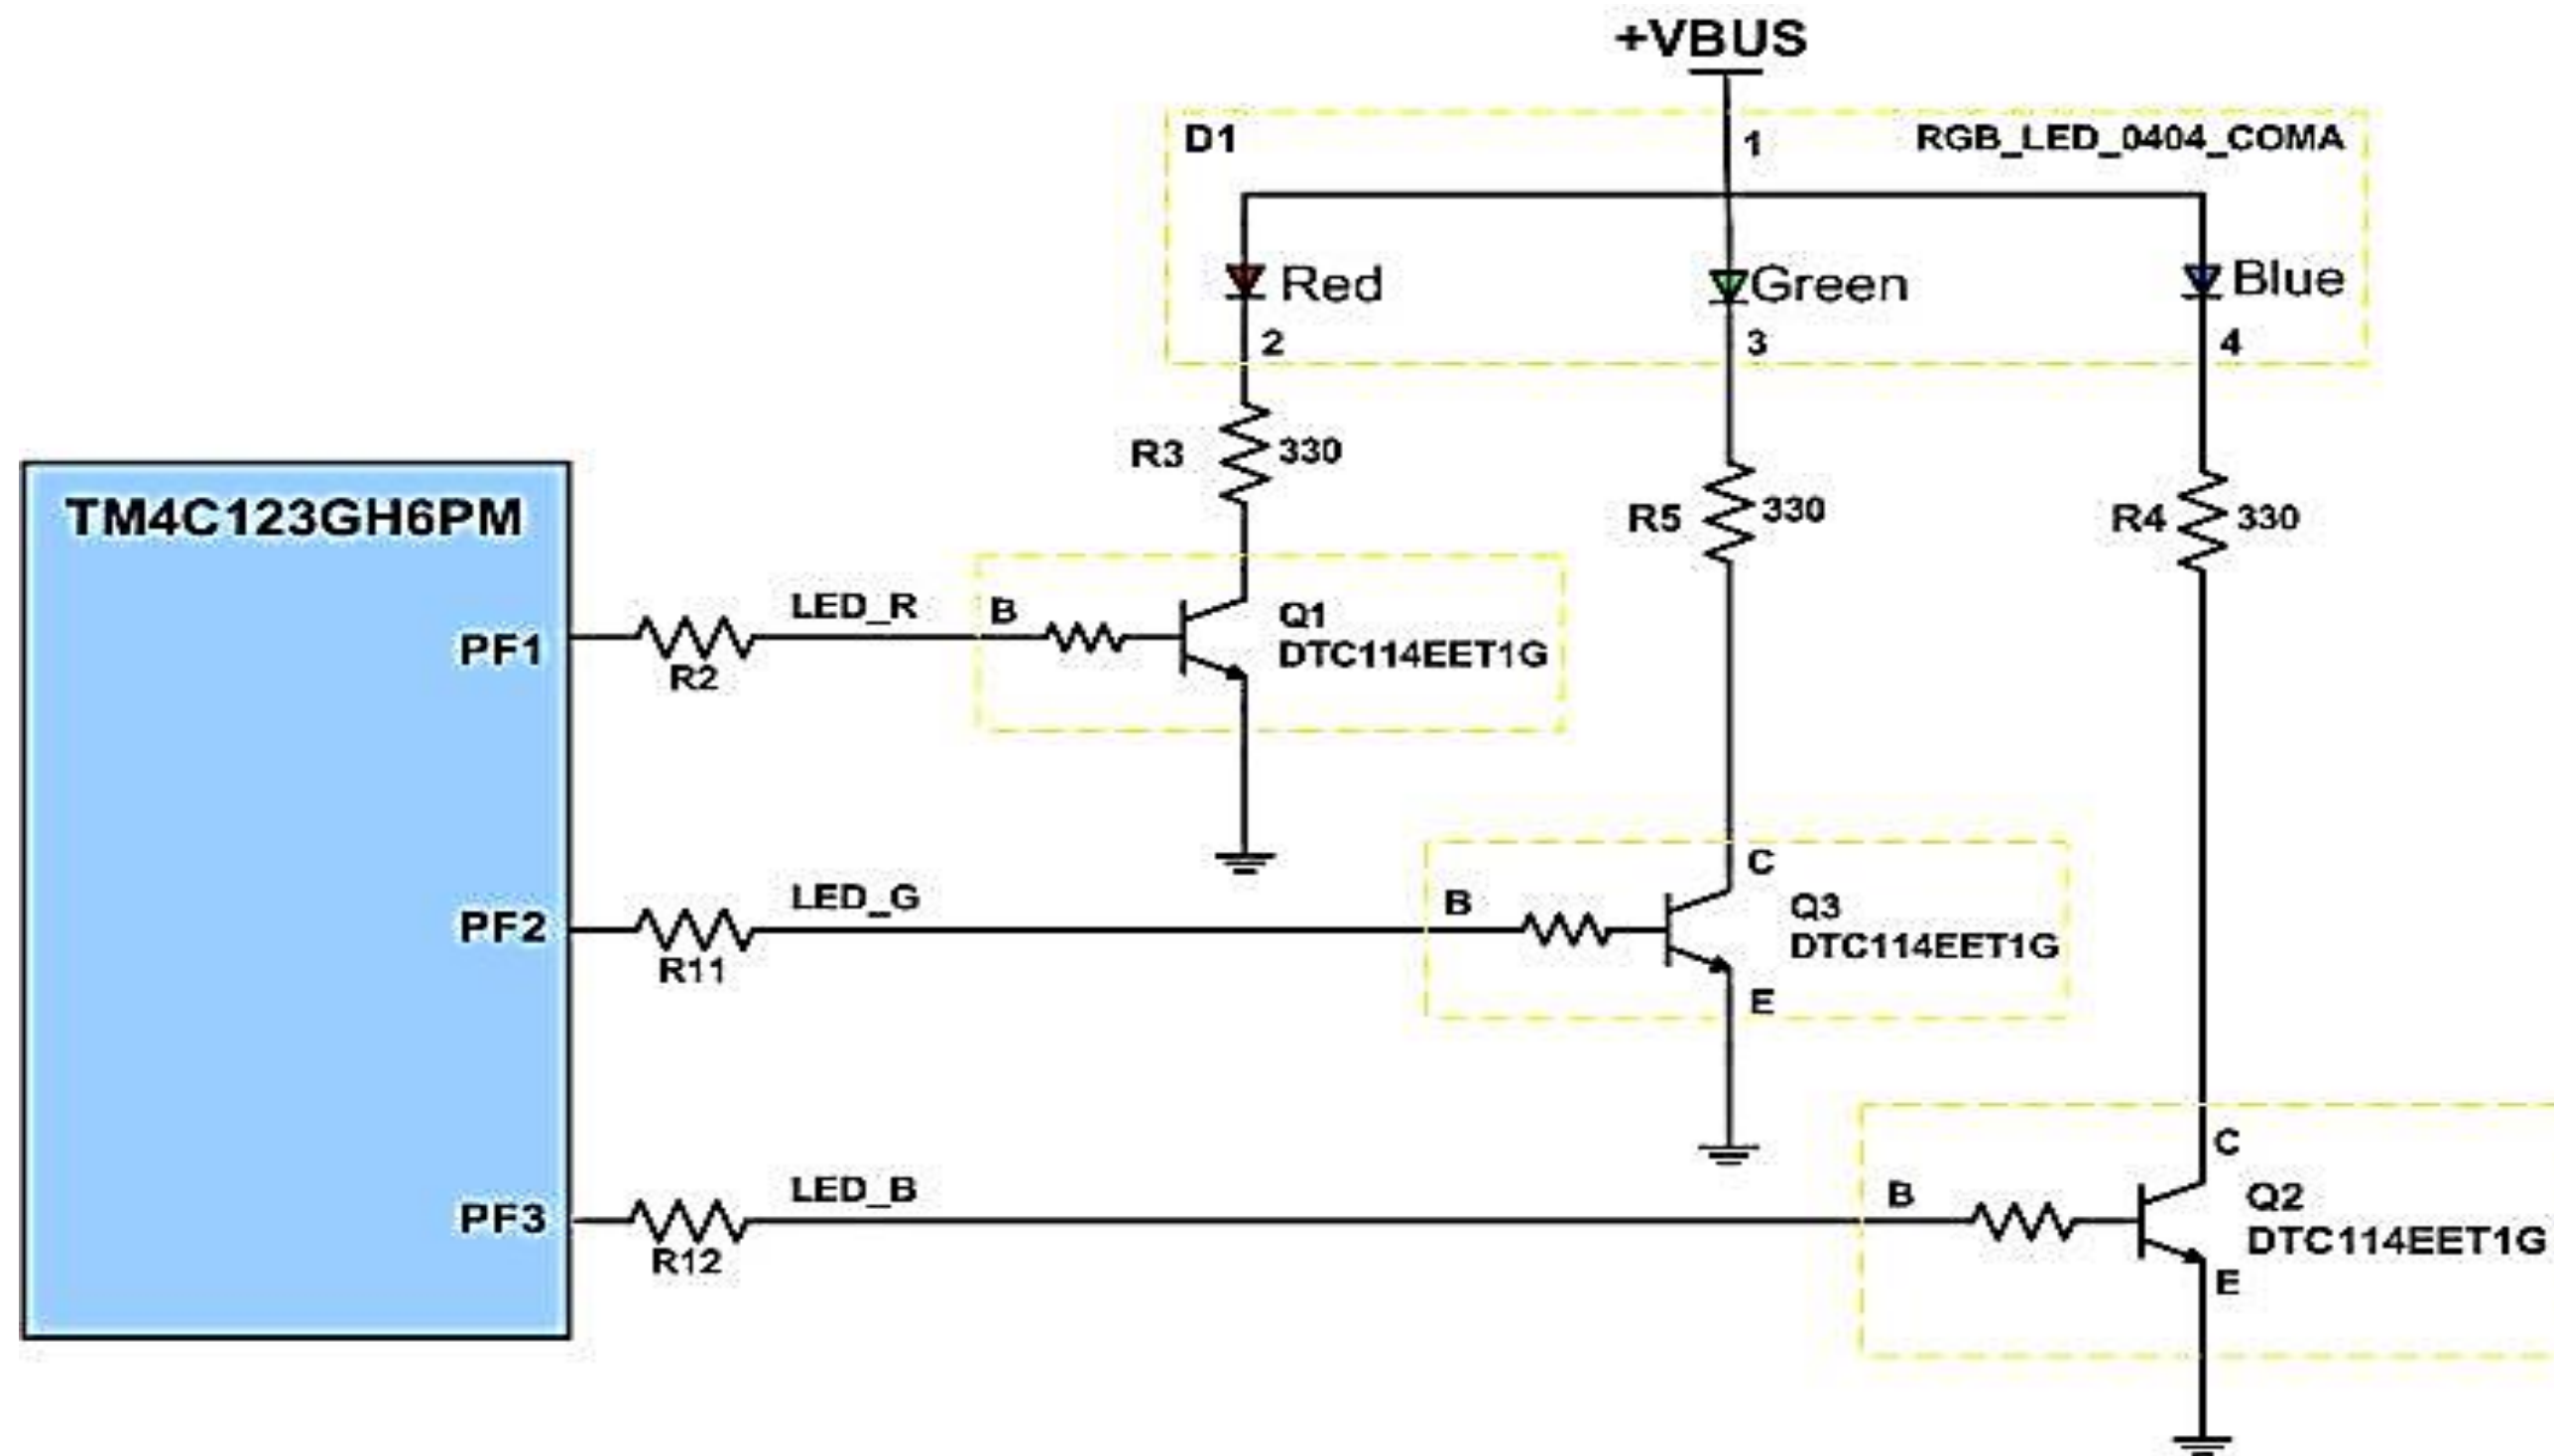 +VBUS
D1
1
RGB_LED_0404_COMA
Red
Green
Blue
2
3
4
R3
330
R5
330
R4
330
TM4C123GH6PM
PF1
R2
LED_R
B
Q1
DTC114EET1G
PF2
R11
LED_G
B
C
Q3
DTC114EET1G
E
PF3
R12
LED_B
B
C
Q2
DTC114EET1G
E